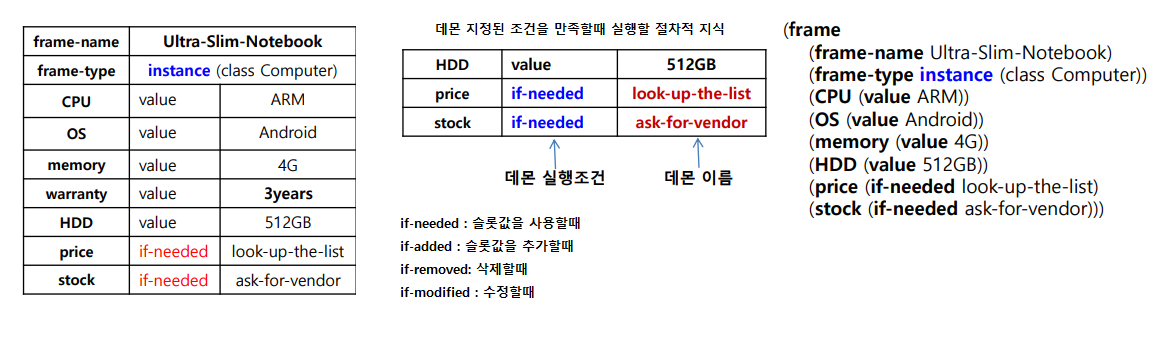 frame-name Ultra-Slim-Notebook
frame-type instance (class Computer)
CPU value ARM
OS value Android
memory value 4G
warranty value 3years
HDD value 512GB
price if-needed look-up-the-list
stock if-needed ask-for-vendor
데몬 지정된 조건을 만족할때 실행할 절차적 지식
HDD value 512GB
price if-needed look-up-the-list
stock if-needed ask-for-vendor
데몬 실행조건 데몬 이름
if-needed : 슬롯값을 사용할때
if-added : 슬롯값을 추가할때
if-removed: 삭제할때
if-modified : 수정할때
(frame
(frame-name Ultra-Slim-Notebook)
(frame-type instance (class Computer))
(CPU (value ARM))
(OS (value Android))
(memory (value 4G))
(HDD (value 512GB))
(price (if-needed look-up-the-list)
(stock (if-needed ask-for-vendor)))